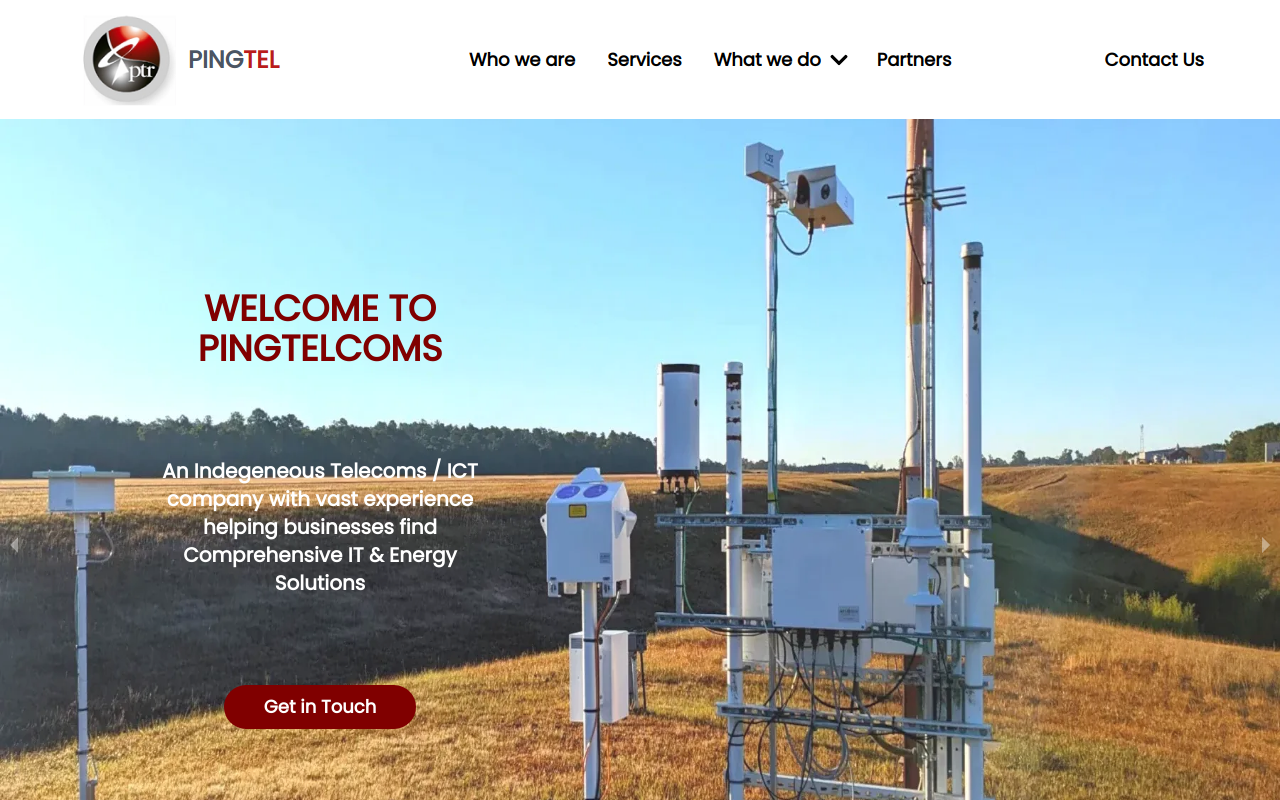 ptr
PINGTEL
Who we are
Services
What we do
Partners
Contact Us
WELCOME TO
PINGTELCOMS
An Indegeneous Telecoms / ICT
company with vast experience
helping businesses find
Comprehensive IT & Energy
Solutions
Get in Touch